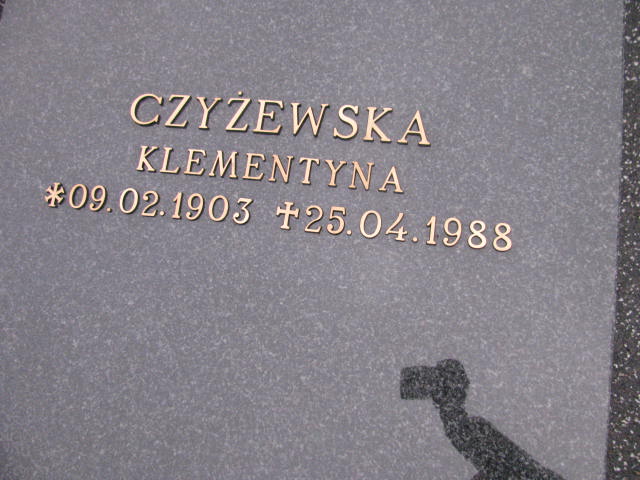 CZYŻEWSKA
KLEMENTYNA
*09.02.1903 ✝25.04.1988